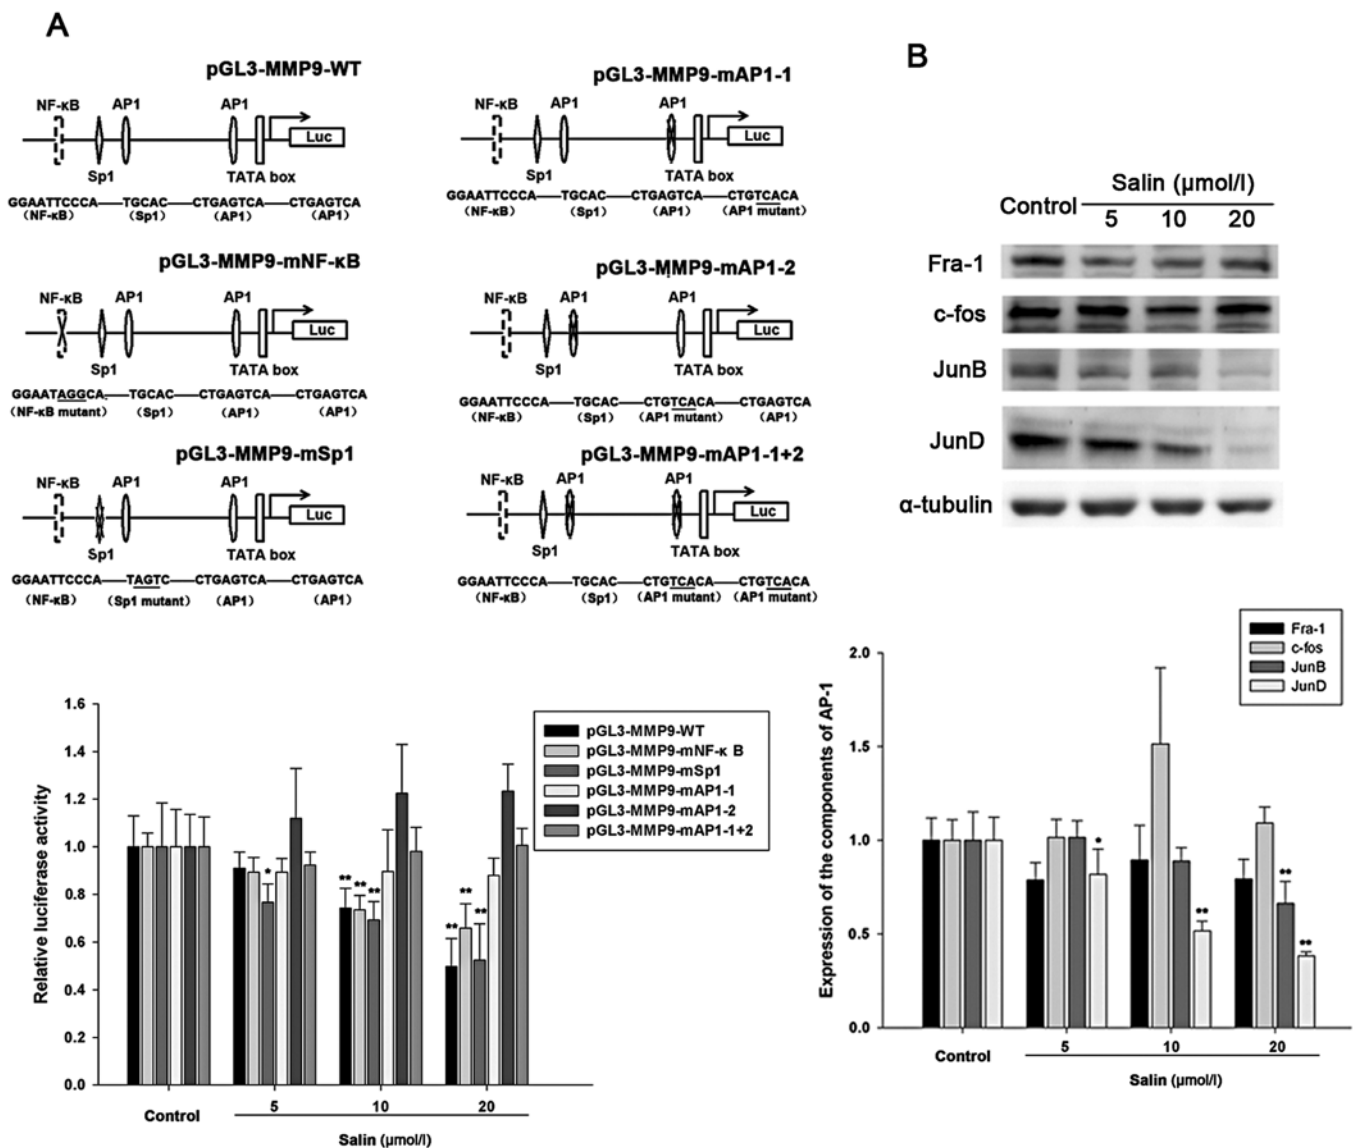 A
pGL3-MMP9-WT
NF-κB
AP1
AP1
Luc
Sp1
TATA box
GGAATTCCCA—TGCAC—CTGAGTCA—CTGAGTCA
(NF-κB) (Sp1) (AP1) (AP1)
pGL3-MMP9-mAP1-1
NF-κB
AP1
AP1
Luc
Sp1
TATA box
GGAATTCCCA—TGCAC—CTGAGTCA—CTGTCACA
(NF-κB) (Sp1) (AP1) (AP1 mutant)
pGL3-MMP9-mNF-κB
NF-κB
AP1
AP1
Luc
Sp1
TATA box
GGAATAGGCA—TGCAC—CTGAGTCA—CTGAGTCA
(NF-κB mutant) (Sp1) (AP1) (AP1)
pGL3-MMP9-mAP1-2
NF-κB
AP1
AP1
Luc
Sp1
TATA box
GGAATTCCCA—TGCAC—CTGTCACA—CTGAGTCA
(NF-κB) (Sp1) (AP1 mutant) (AP1)
pGL3-MMP9-mSp1
NF-κB
AP1
AP1
Luc
Sp1
TATA box
GGAATTCCCA—TAGTC—CTGAGTCA—CTGAGTCA
(NF-κB) (Sp1 mutant) (AP1) (AP1)
pGL3-MMP9-mAP1-1+2
NF-κB
AP1
AP1
Luc
Sp1
TATA box
GGAATTCCCA—TGCAC—CTGTCACA—CTGTCACA
(NF-κB) (Sp1) (AP1 mutant) (AP1 mutant)
Relative luciferase activity
1.6
1.4
1.2
1.0
0.8
0.6
0.4
0.2
0.0
pGL3-MMP9-WT
pGL3-MMP9-mNF-κ B
pGL3-MMP9-mSp1
pGL3-MMP9-mAP1-1
pGL3-MMP9-mAP1-2
pGL3-MMP9-mAP1-1+2
*
** ** **
** ** **
Control 5 10 20
Salin (μmol/l)
B
Salin (μmol/l)
Control 5 10 20
Fra-1
c-fos
JunB
JunD
α-tubulin
Expression of the components of AP-1
2.0
1.5
1.0
0.5
0.0
Fra-1
c-fos
JunB
JunD
*
**
**
**
Control 5 10 20
Salin (μmol/l)